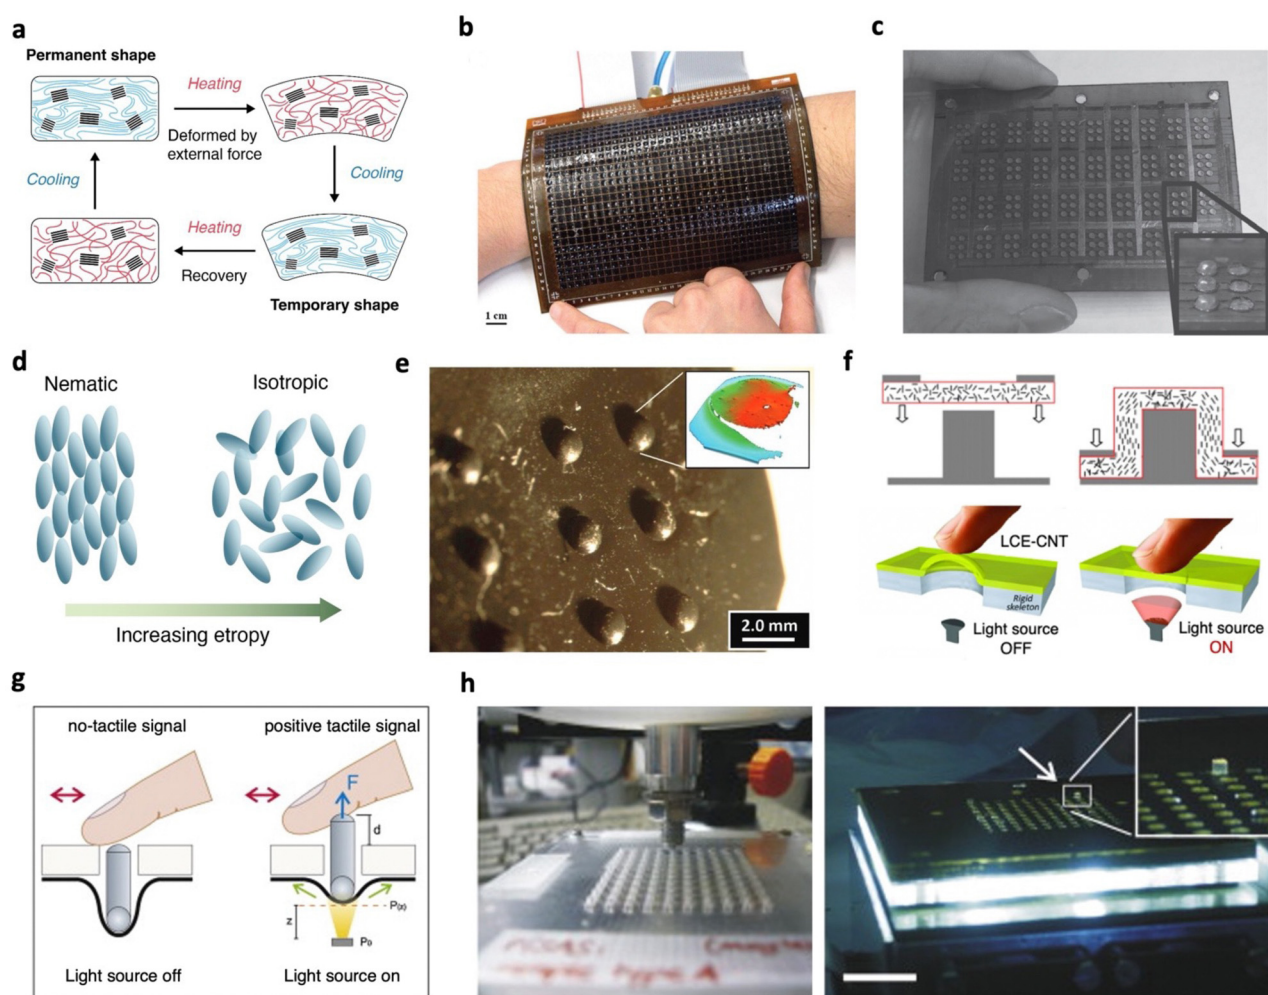 a
Permanent shape
Heating
Deformed by
external force
Cooling
Cooling
Heating
Recovery
Temporary shape
b
1 cm
c
d
Nematic
Isotropic
Increasing etropy
e
2.0 mm
f
LCE-CNT
Rigid
skeleton
Light source
OFF
Light source
ON
g
no-tactile signal
positive tactile signal
F
d
z
P(x)
Light source off
Light source on
h
type A